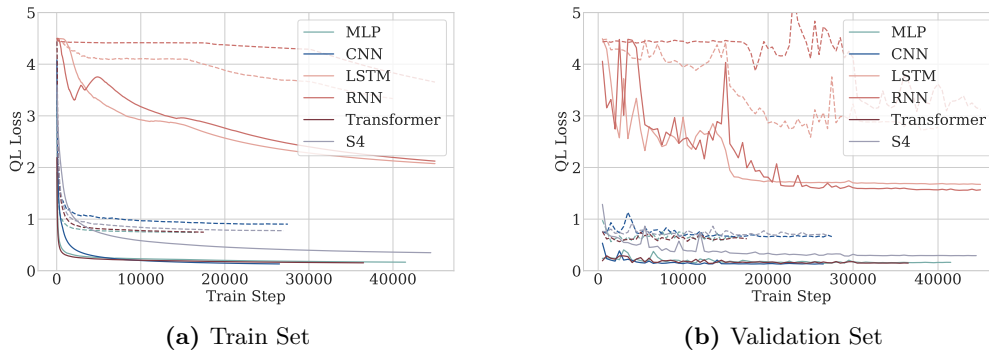 5
4
3
2
1
0
QL Loss
0
10000
20000
30000
40000
Train Step
MLP
CNN
LSTM
RNN
Transformer
S4
(a) Train Set
5
4
3
2
1
0
QL Loss
0
10000
20000
30000
40000
Train Step
MLP
CNN
LSTM
RNN
Transformer
S4
(b) Validation Set